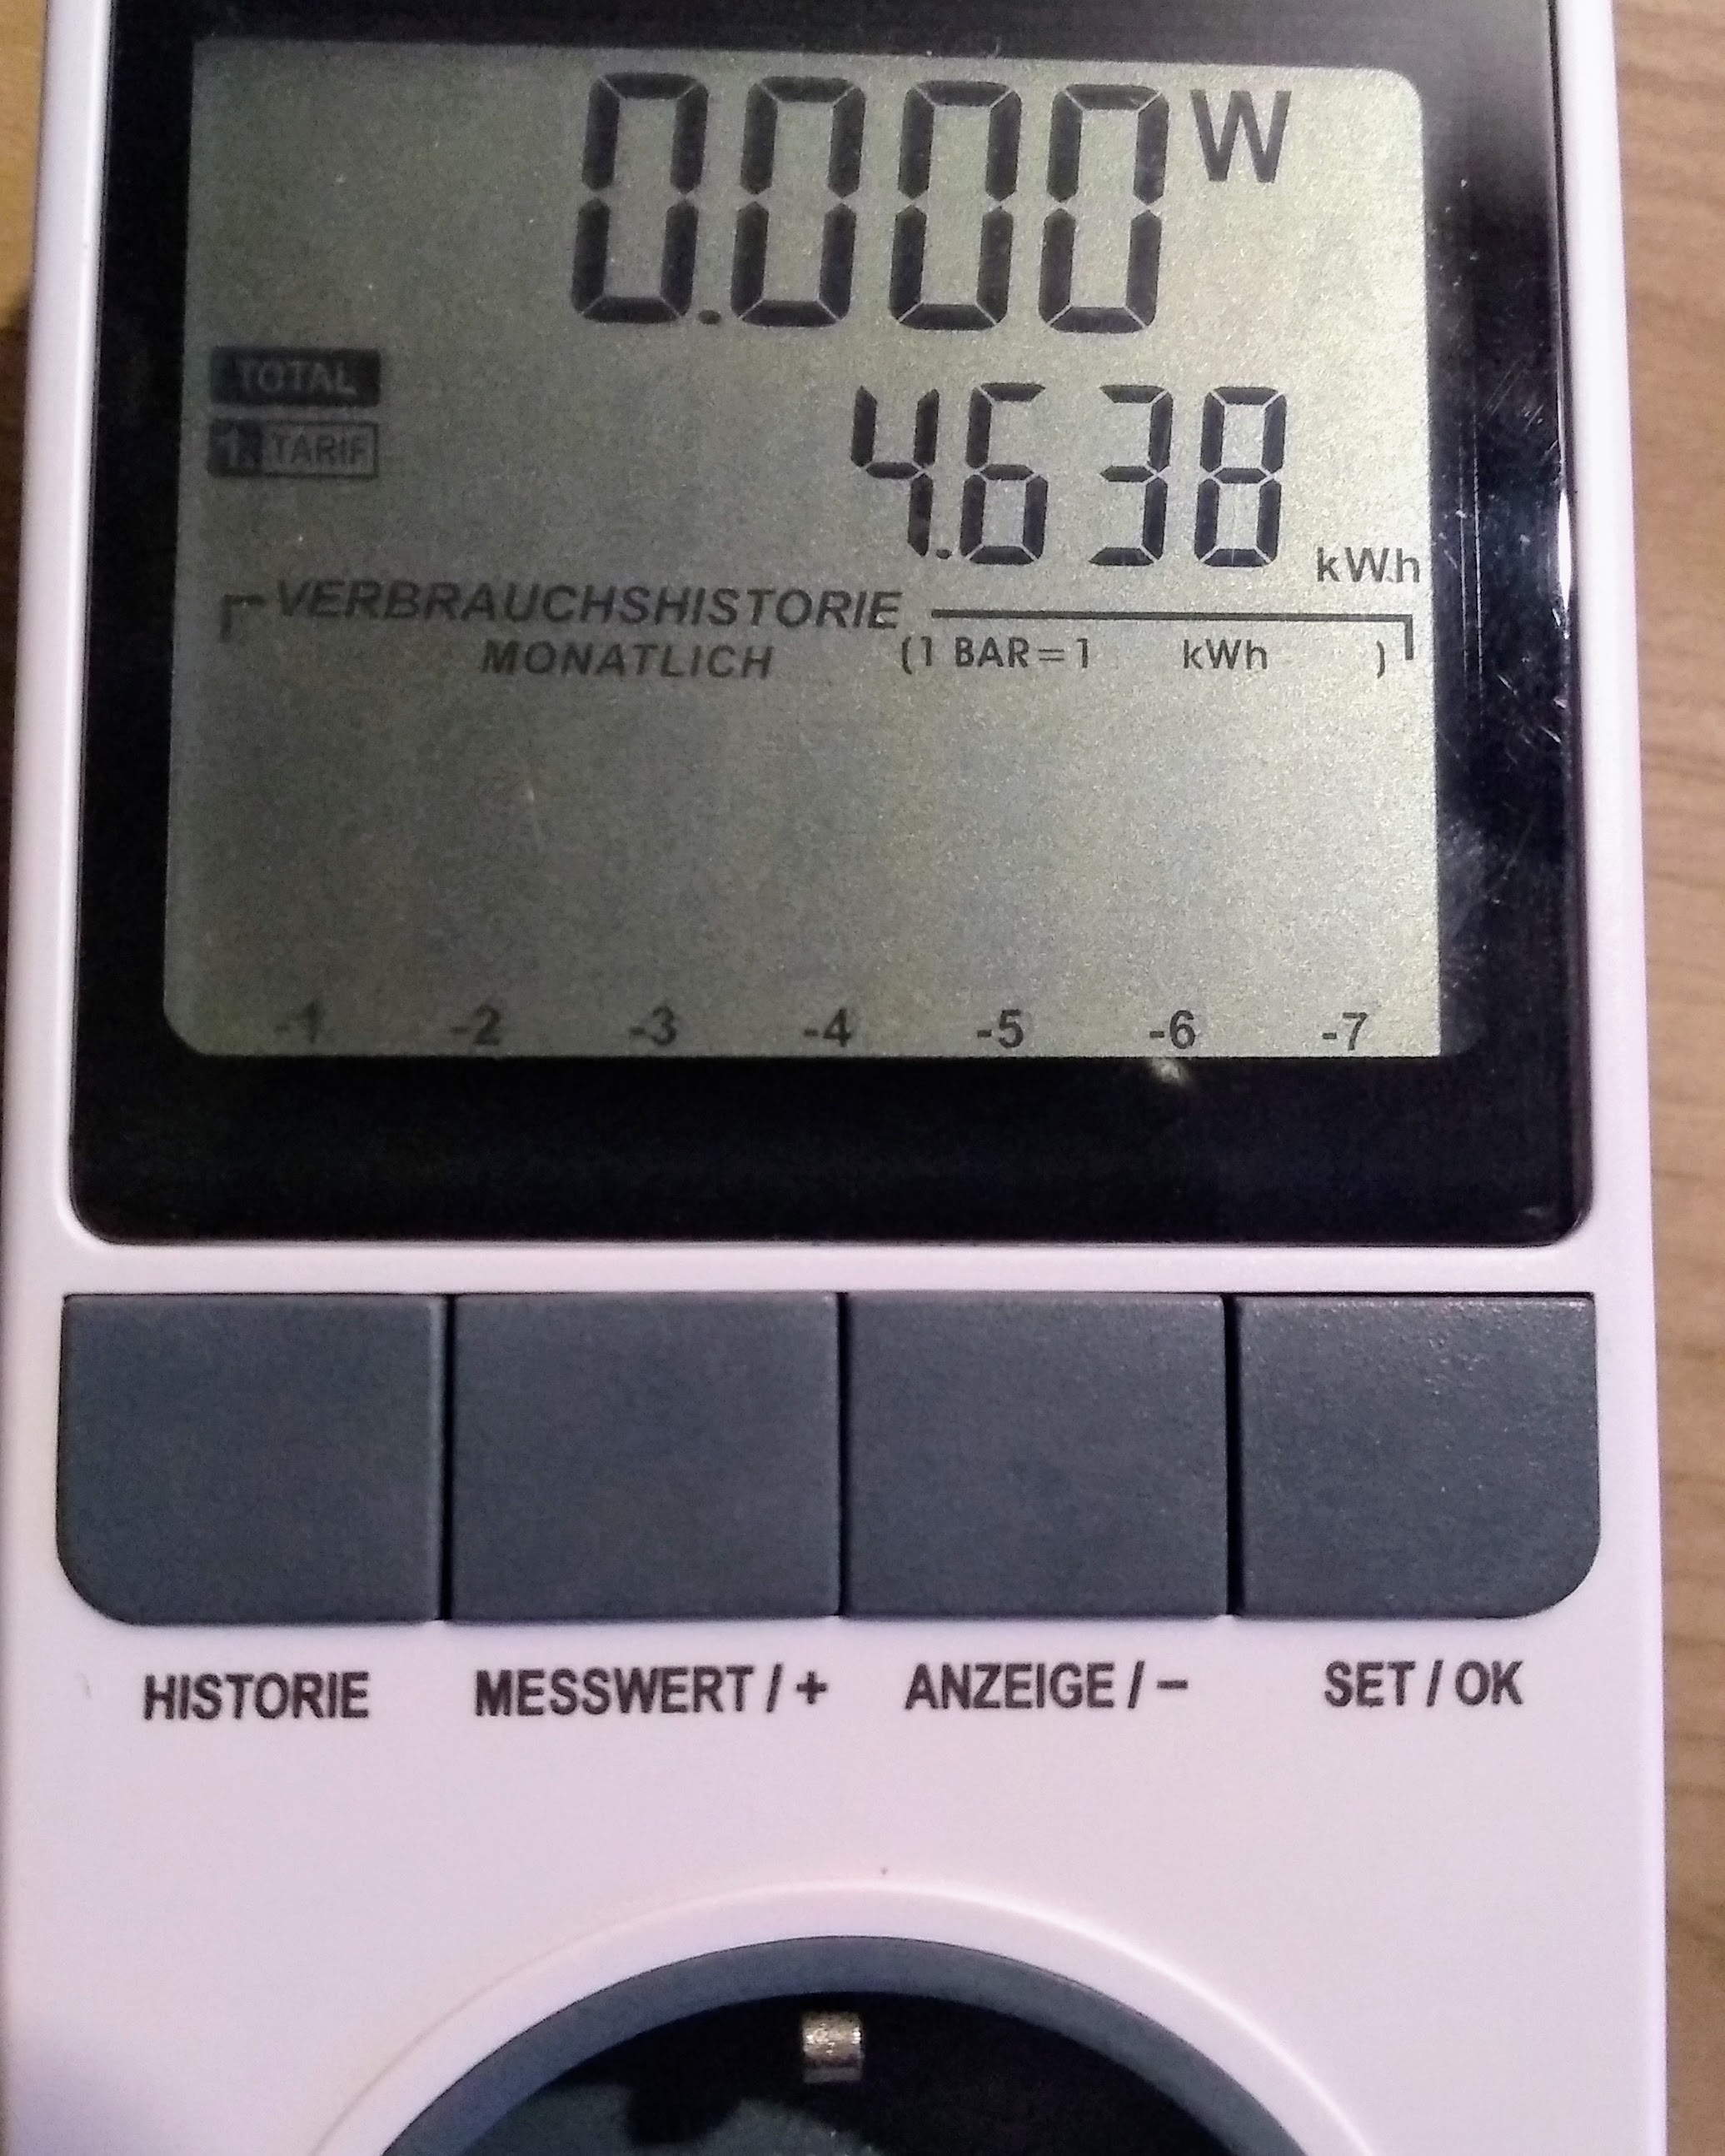 0.000 W
TOTAL
1. TARIF
4.638 kWh
VERBRAUCHSHISTORIE
MONATLICH (1 BAR=1 kWh )
-1 -2 -3 -4 -5 -6 -7
HISTORIE MESSWERT / + ANZEIGE / − SET / OK